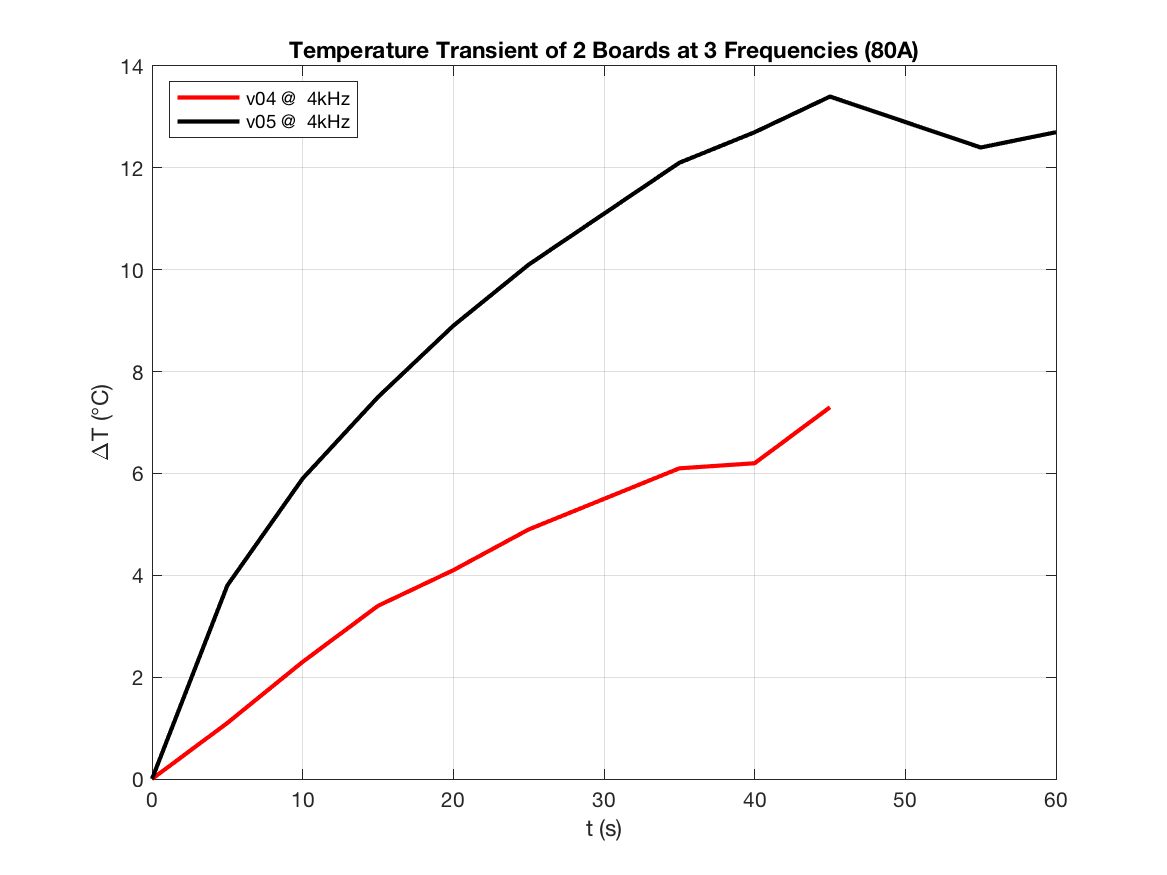 Temperature Transient of 2 Boards at 3 Frequencies (80A)
14
v04 @  4kHz
v05 @  4kHz
12
10
8
ΔT (°C)
6
4
2
0
0 10 20 30 40 50 60
t (s)